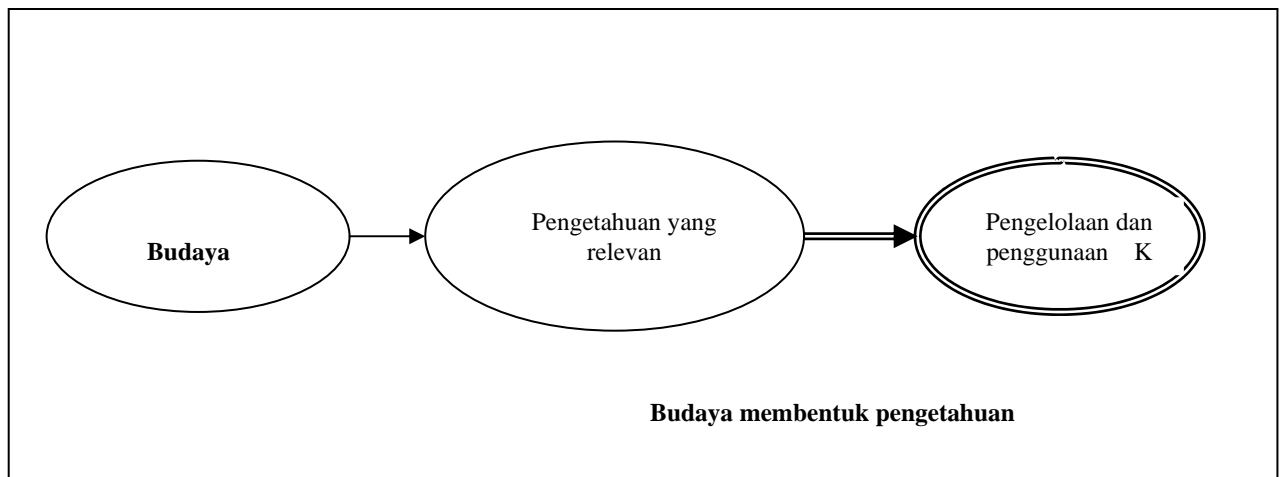 Budaya
Pengetahuan yang
relevan
Pengelolaan dan
penggunaan K
Budaya membentuk pengetahuan